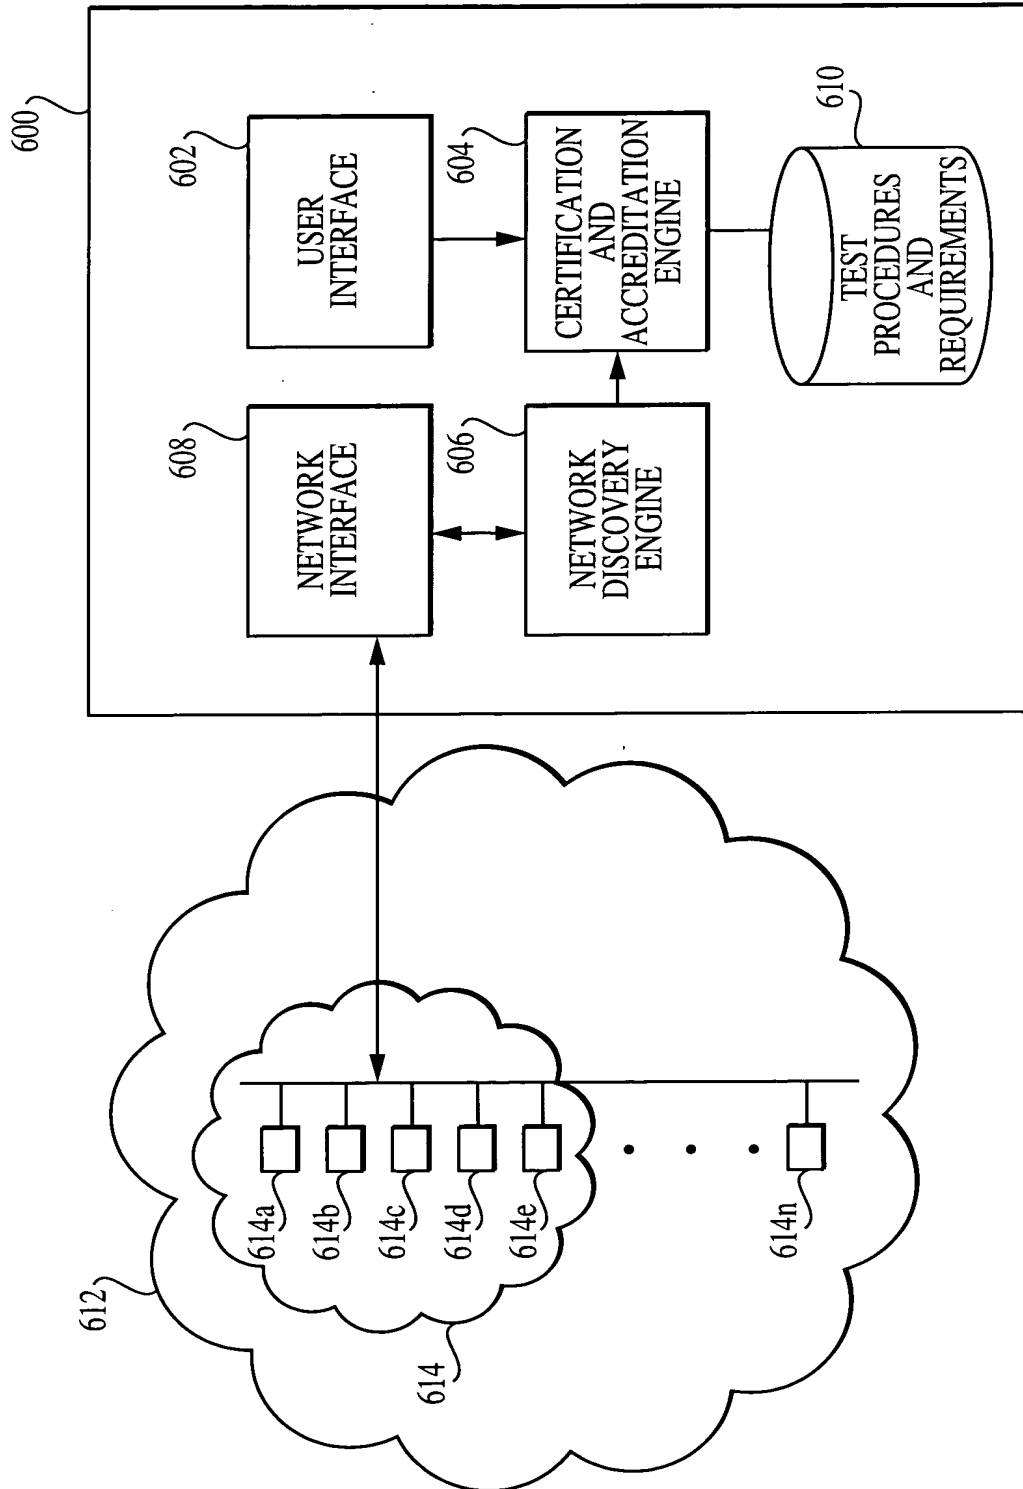 600
602
USER
INTERFACE
604
CERTIFICATION
AND
ACCREDITATION
ENGINE
610
TEST
PROCEDURES
AND
REQUIREMENTS
608
NETWORK
INTERFACE
606
NETWORK
DISCOVERY
ENGINE
612
614
614a
614b
614c
614d
614e
614n